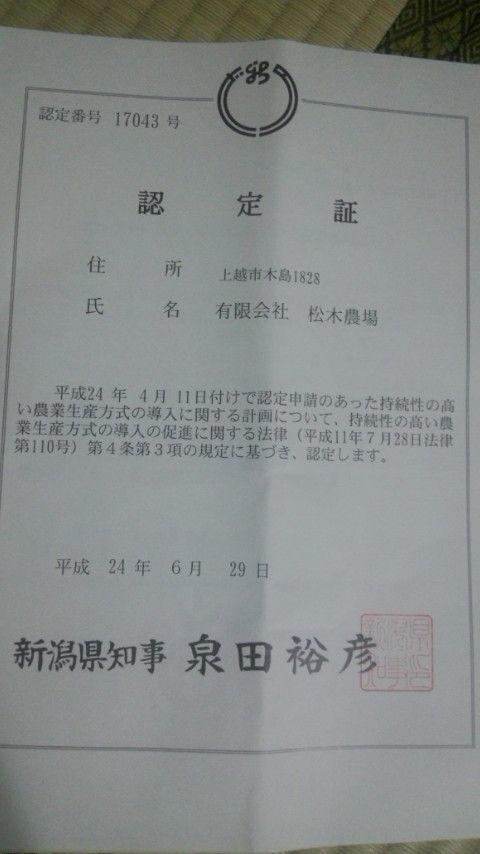 認定番号 17043 号
認定証
住所 上越市木島1828
氏名 有限会社 松木農場
平成24 年 4月 11日付けで認定申請のあった持続性の高
い農業生産方式の導入に関する計画について、持続性の高い農
業生産方式の導入の促進に関する法律（平成11年7月28日法律
第110号）第4条第3項の規定に基づき、認定します。
平成 24 年 6 月 29 日
新潟県知事 泉田裕彦
新潟県知事印